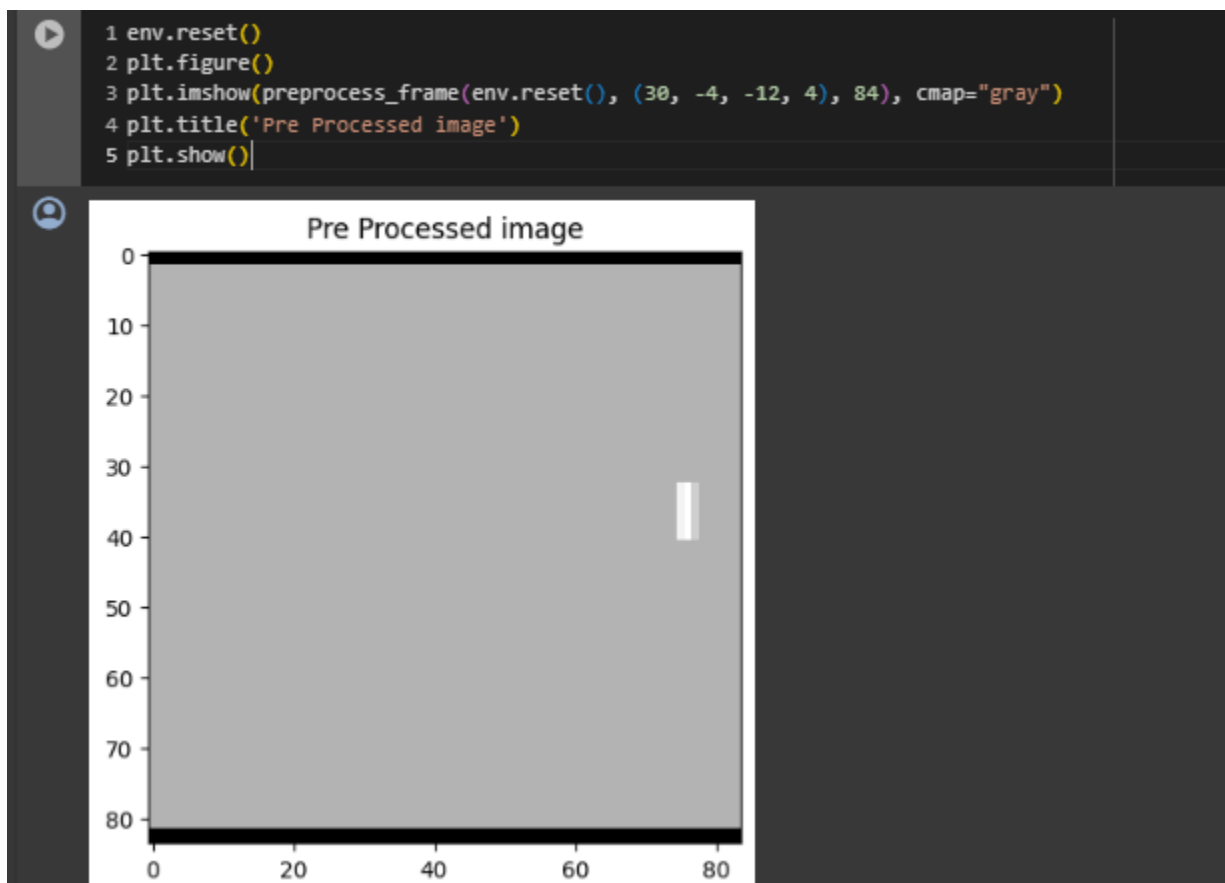 1 env.reset()
2 plt.figure()
3 plt.imshow(preprocess_frame(env.reset(), (30, -4, -12, 4), 84), cmap="gray")
4 plt.title('Pre Processed image')
5 plt.show()
Pre Processed image
0
10
20
30
40
50
60
70
80
0 20 40 60 80